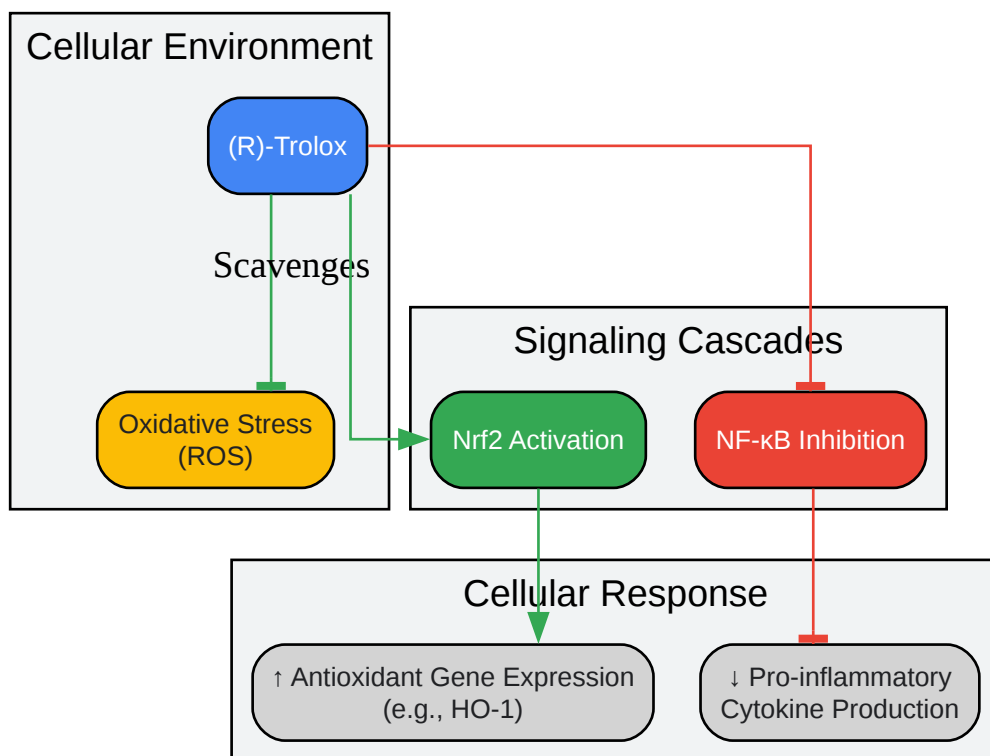 Cellular Environment
(R)-Trolox
Scavenges
Signaling Cascades
Oxidative Stress
(ROS)
Nrf2 Activation
NF-κB Inhibition
Cellular Response
↑ Antioxidant Gene Expression
(e.g., HO-1)
↓ Pro-inflammatory
Cytokine Production